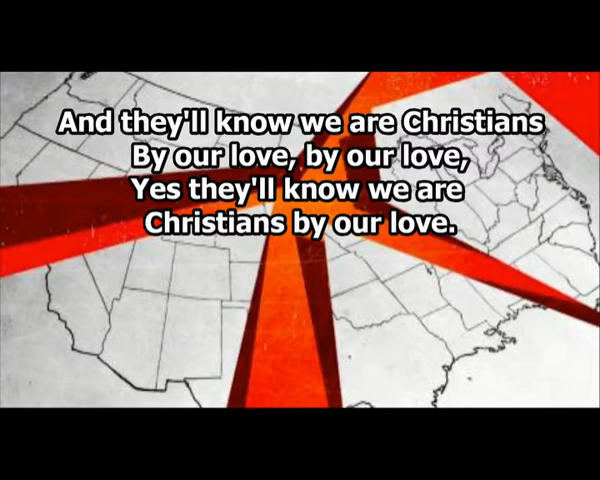 And they'll know we are Christians
By our love, by our love,
Yes they'll know we are
Christians by our love.